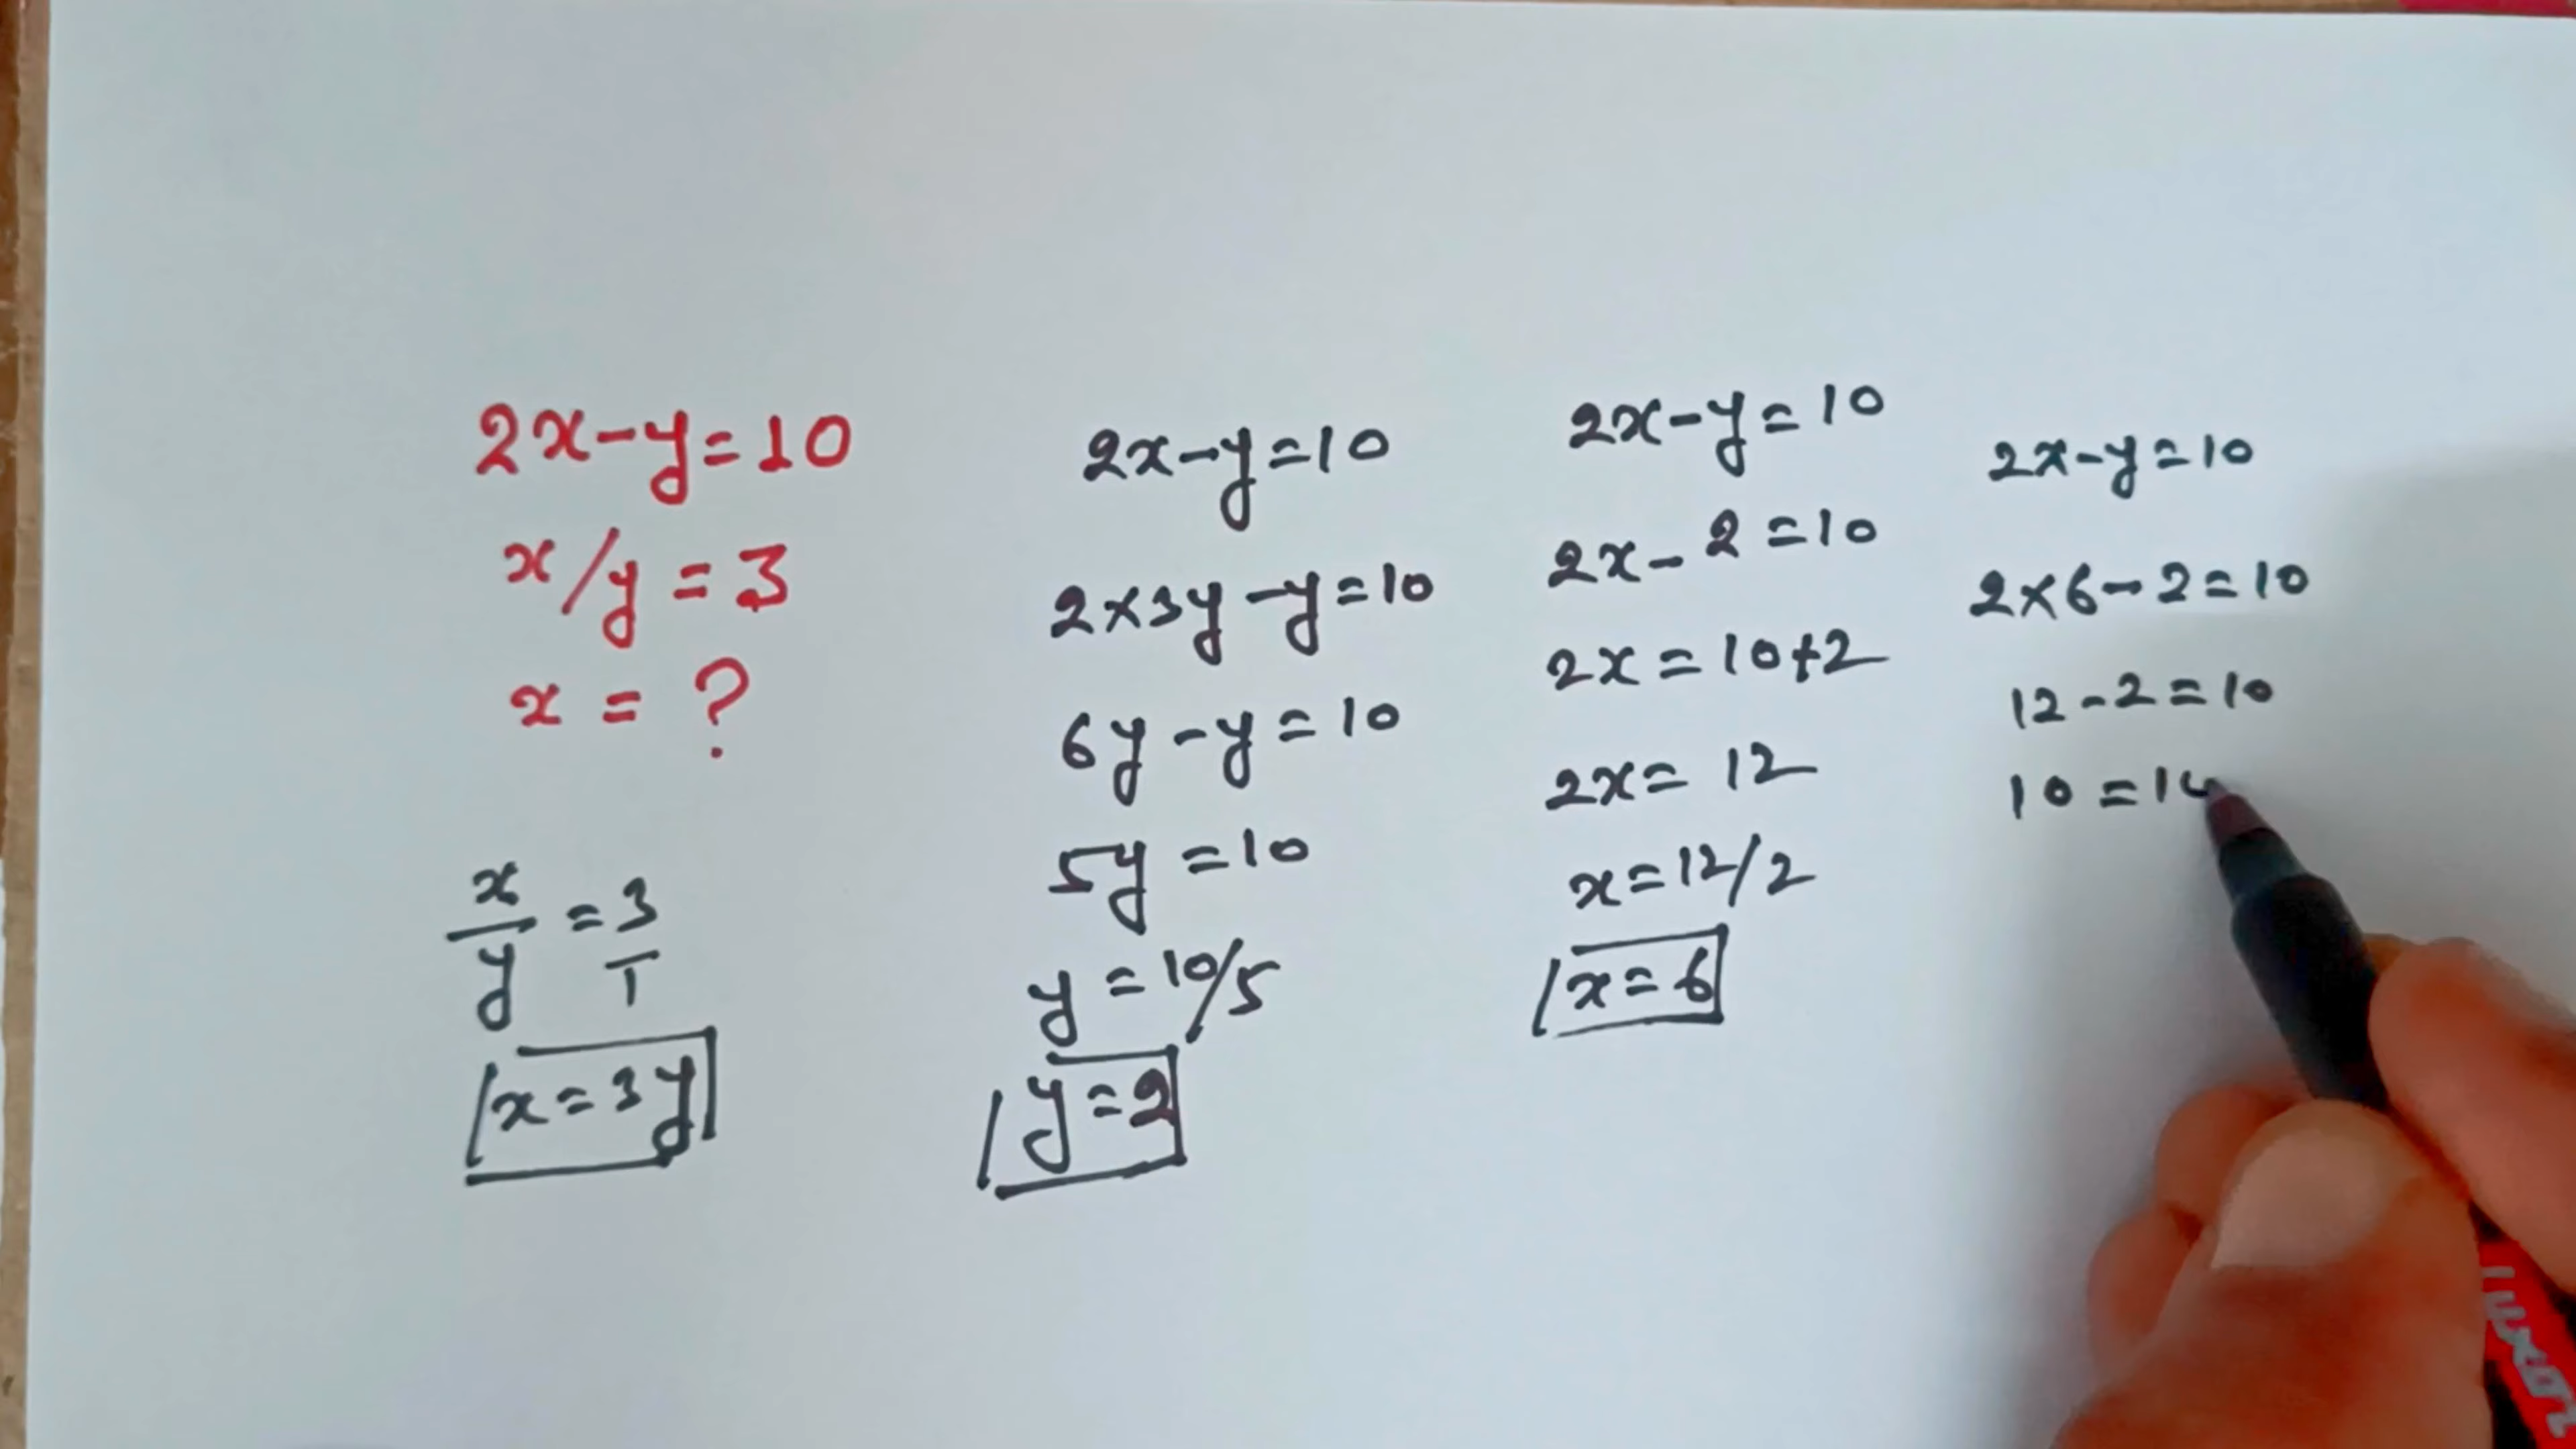 2x-y=10
x/y=3
x=?
x/y=3/1
x=3y
2x-y=10
2×3y-y=10
6y-y=10
5y=10
y=10/5
y=2
2x-y=10
2x-2=10
2x=10+2
2x=12
x=12/2
x=6
2x-y=10
2×6-2=10
12-2=10
10=1